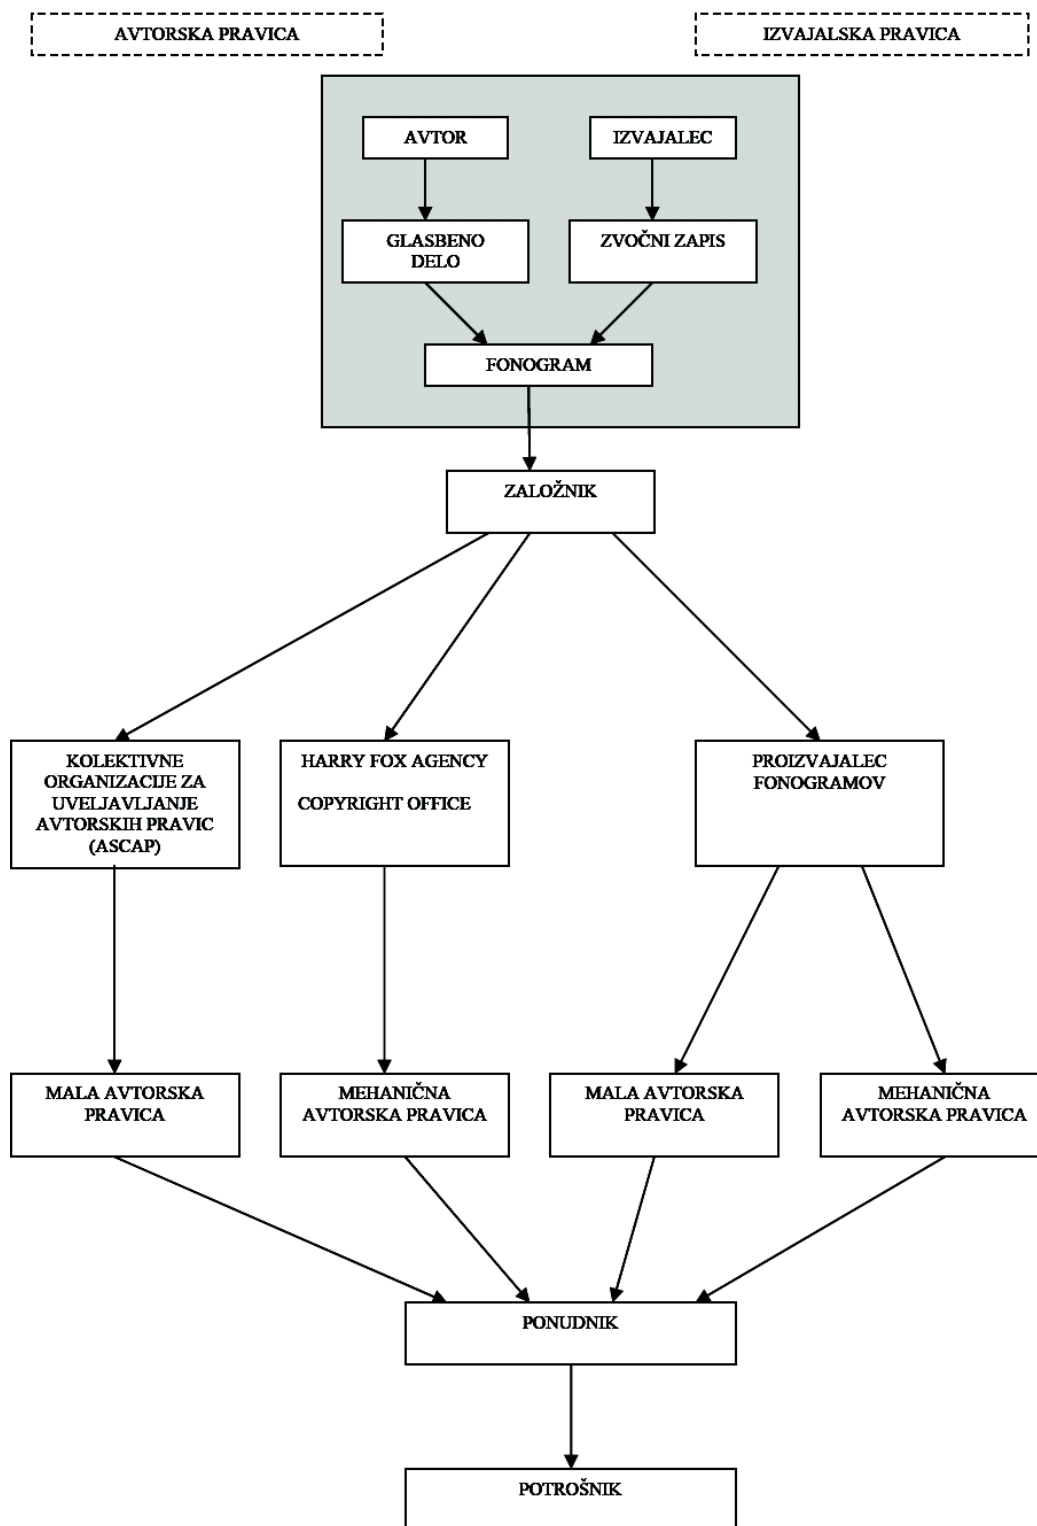 AVTORSKA PRAVICA
IZVAJALSKA PRAVICA
AVTOR
IZVAJALEC
GLASBENO
DELO
ZVOČNI ZAPIS
FONOGRAM
ZALOŽNIK
KOLEKTIVNE
ORGANIZACIJE ZA
UVELJAVLJANJE
AVTORSKIH PRAVIC
(ASCAP)
HARRY FOX AGENCY
COPYRIGHT OFFICE
PROIZVAJALEC
FONOGRAMOV
MALA AVTORSKA
PRAVICA
MEHANIČNA
AVTORSKA PRAVICA
MALA AVTORSKA
PRAVICA
MEHANIČNA
AVTORSKA PRAVICA
PONUDNIK
POTROŠNIK